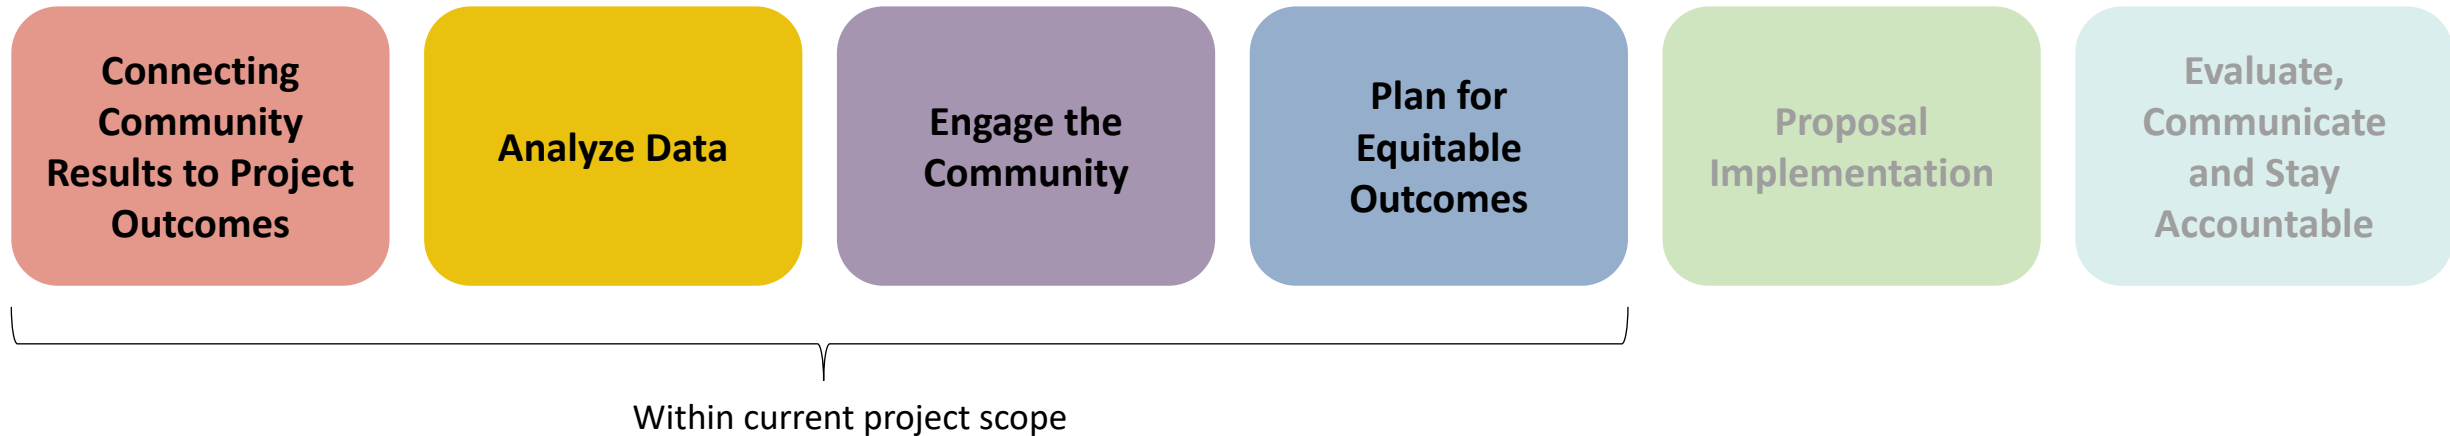 Connecting
Community
Results to Project
Outcomes
Analyze Data
Engage the
Community
Plan for
Equitable
Outcomes
Proposal
Implementation
Evaluate,
Communicate
and Stay
Accountable
Within current project scope